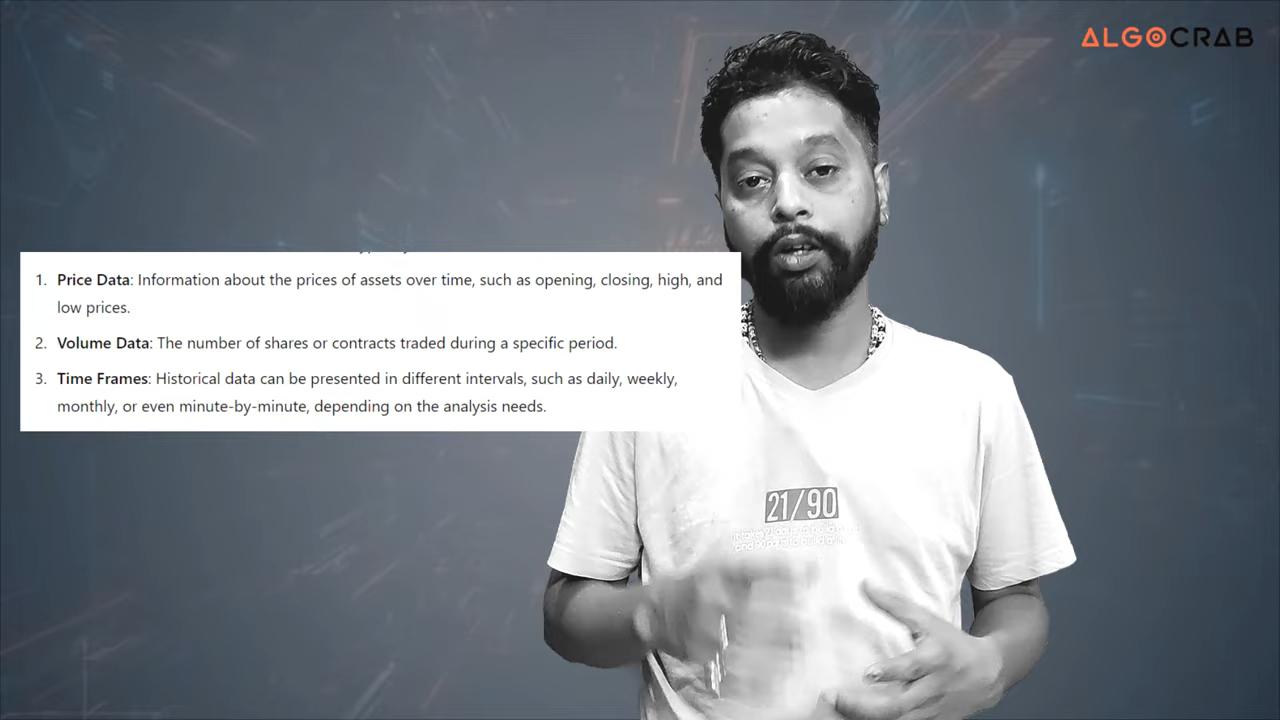 ALGOCRAB
1. Price Data: Information about the prices of assets over time, such as opening, closing, high, and
low prices.
2. Volume Data: The number of shares or contracts traded during a specific period.
3. Time Frames: Historical data can be presented in different intervals, such as daily, weekly,
monthly, or even minute-by-minute, depending on the analysis needs.
21/90